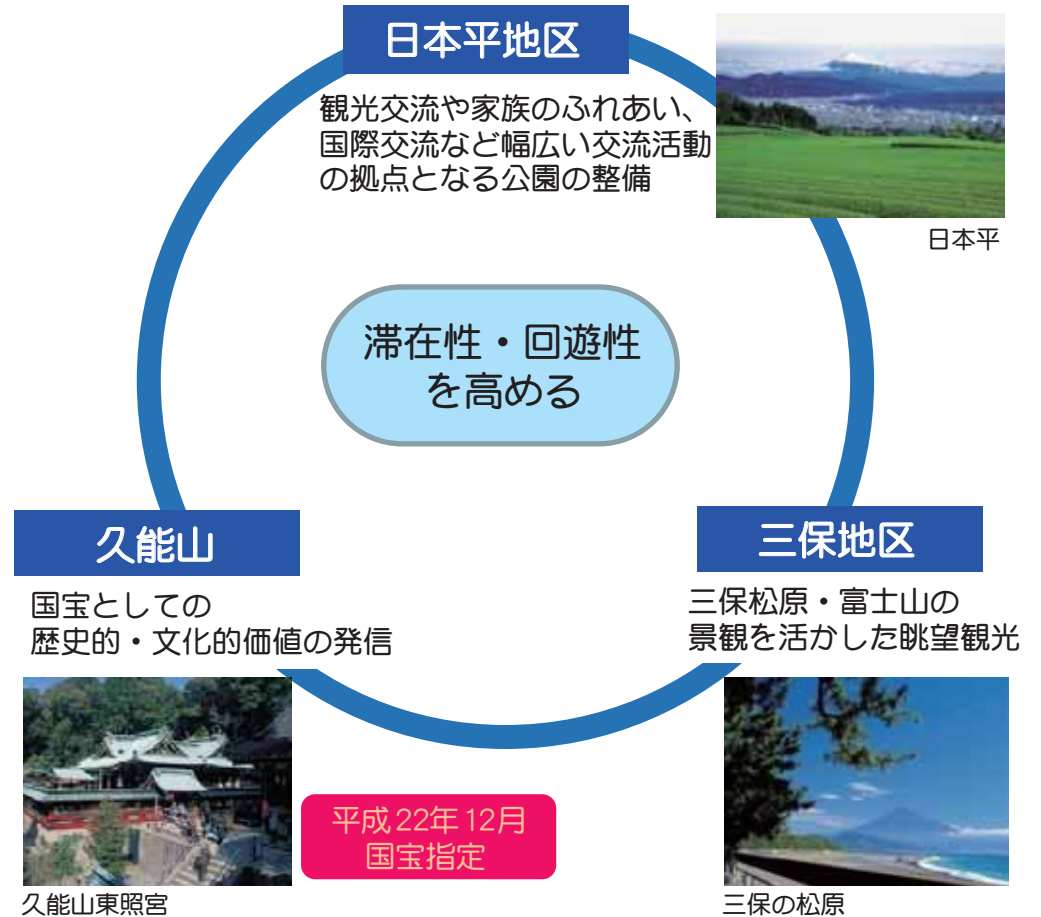 日本平地区
観光交流や家族のふれあい、
国際交流など幅広い交流活動
の拠点となる公園の整備
日本平
滞在性・回遊性
を高める
久能山
国宝としての
歴史的・文化的価値の発信
三保地区
三保松原・富士山の
景観を活かした眺望観光
平成22年12月
国宝指定
久能山東照宮
三保の松原